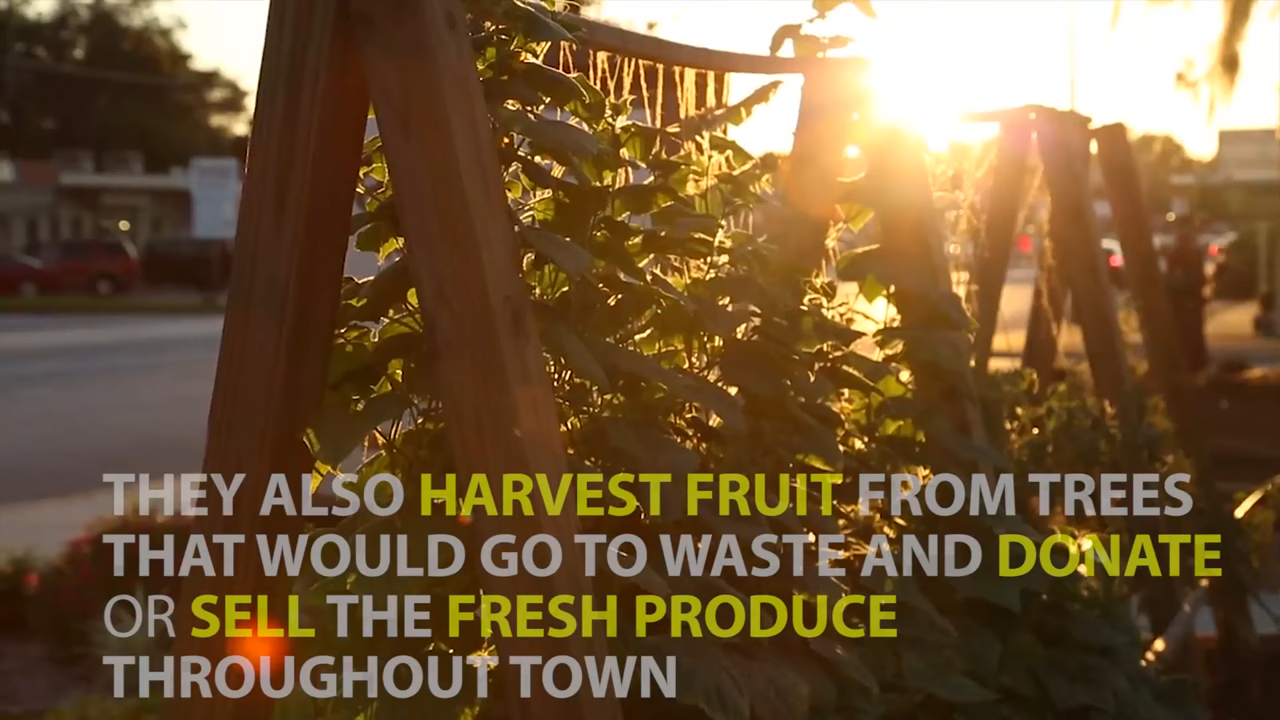 THEY ALSO HARVEST FRUIT FROM TREES
THAT WOULD GO TO WASTE AND DONATE
OR SELL THE FRESH PRODUCE
THROUGHOUT TOWN